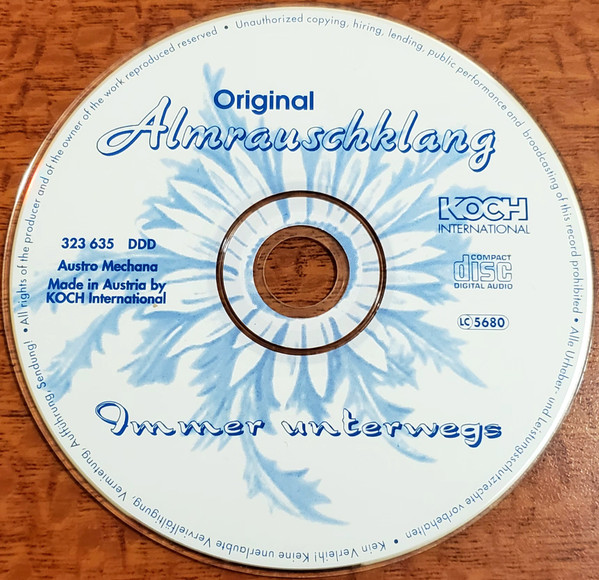 Original
Almrauschklang
KOCH
INTERNATIONAL
323 635 DDD
Austro Mechana
Made in Austria by
KOCH International
COMPACT
disc
DIGITAL AUDIO
LC 5680
Immer unterwegs
• All rights of the producer and of the owner of the work reproduced reserved • Unauthorized copying, hiring, lending, public performance and broadcasting of this record prohibited • Alle Urheber- und Leistungsschutzrechte vorbehalten • Kein Verleih! Keine unerlaubte Vervielfältigung, Vermietung, Aufführung, Sendung!